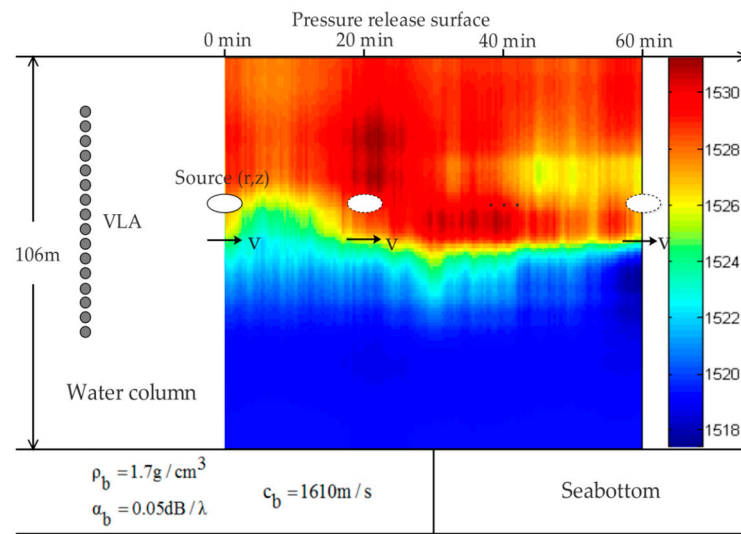 Pressure release surface
0 min
20 min
40 min
60 min
1530
1528
Source (r,z)
VLA
1526
V
V
V
106m
1524
1522
Water column
1520
1518
ρb = 1.7g / cm³
cb = 1610m / s
Seabottom
αb = 0.05dB / λ